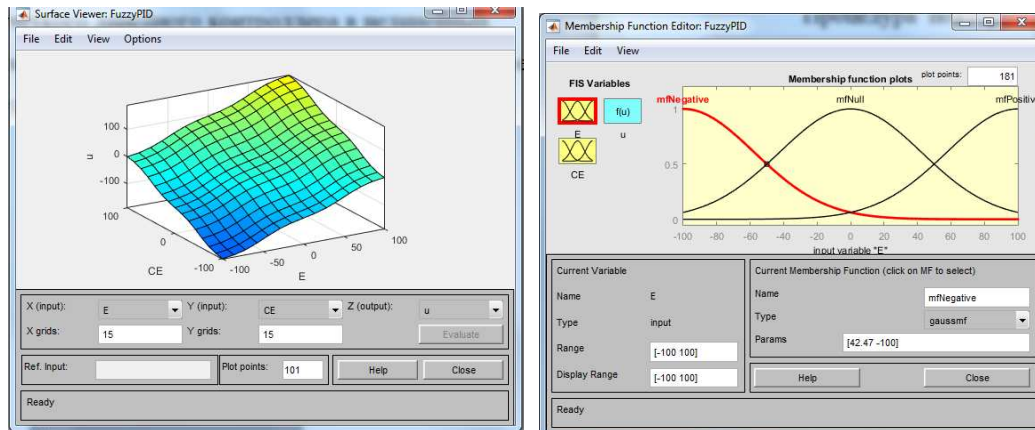 Surface Viewer: FuzzyPID
File Edit View Options
100
0
-100
u
100
0
-100
CE
-100
-50
0
50
100
E
X (input): E Y (input): CE Z (output): u
X grids: 15 Y grids: 15 Evaluate
Ref. Input: Plot points: 101 Help Close
Ready
Membership Function Editor: FuzzyPID
File Edit View
FIS Variables
f(u)
E u
CE
Membership function plots plot points: 181
mfNegative mfNull mfPositive
1
0.5
0
-100 -80 -60 -40 -20 0 20 40 60 80 100
input variable "E"
Current Variable
Name E
Type input
Range [-100 100]
Display Range [-100 100]
Current Membership Function (click on MF to select)
Name mfNegative
Type gaussmf
Params [42.47 -100]
Help Close
Ready